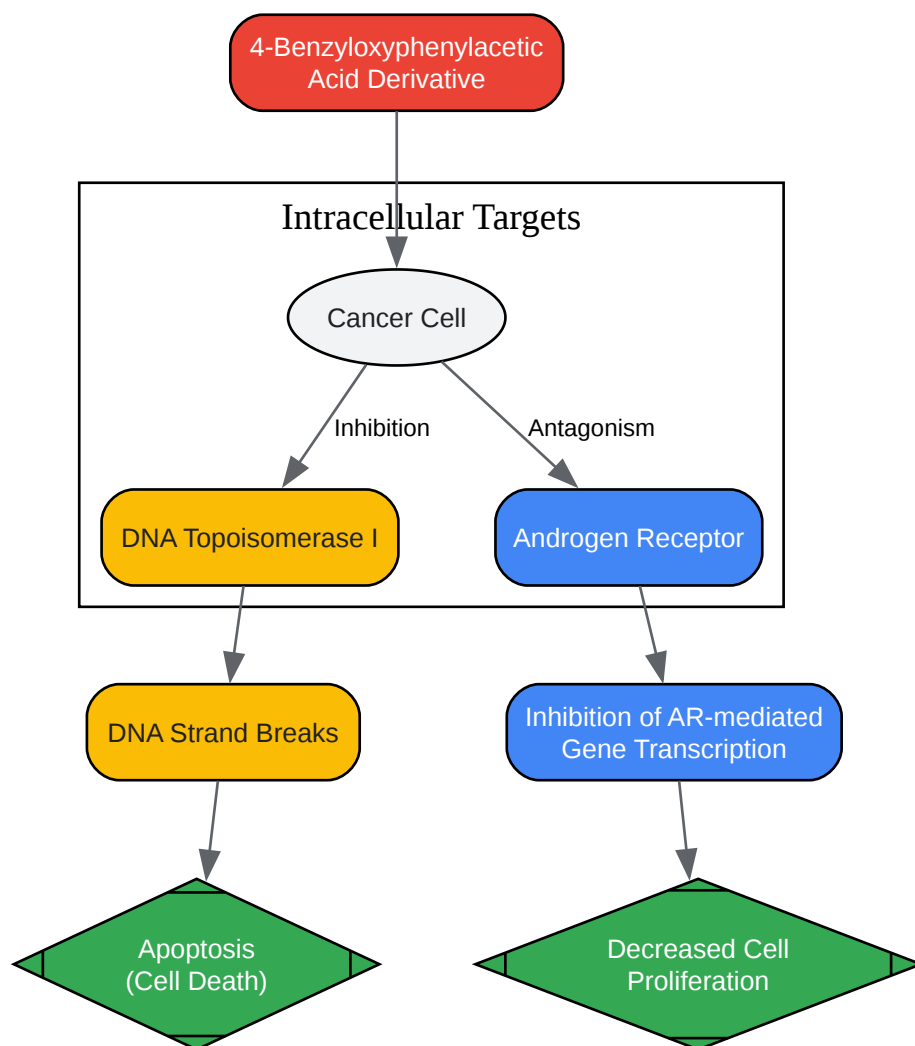 4-Benzyloxyphenylacetic
Acid Derivative
Intracellular Targets
Cancer Cell
Inhibition
Antagonism
DNA Topoisomerase I
Androgen Receptor
DNA Strand Breaks
Inhibition of AR-mediated
Gene Transcription
Apoptosis
(Cell Death)
Decreased Cell
Proliferation